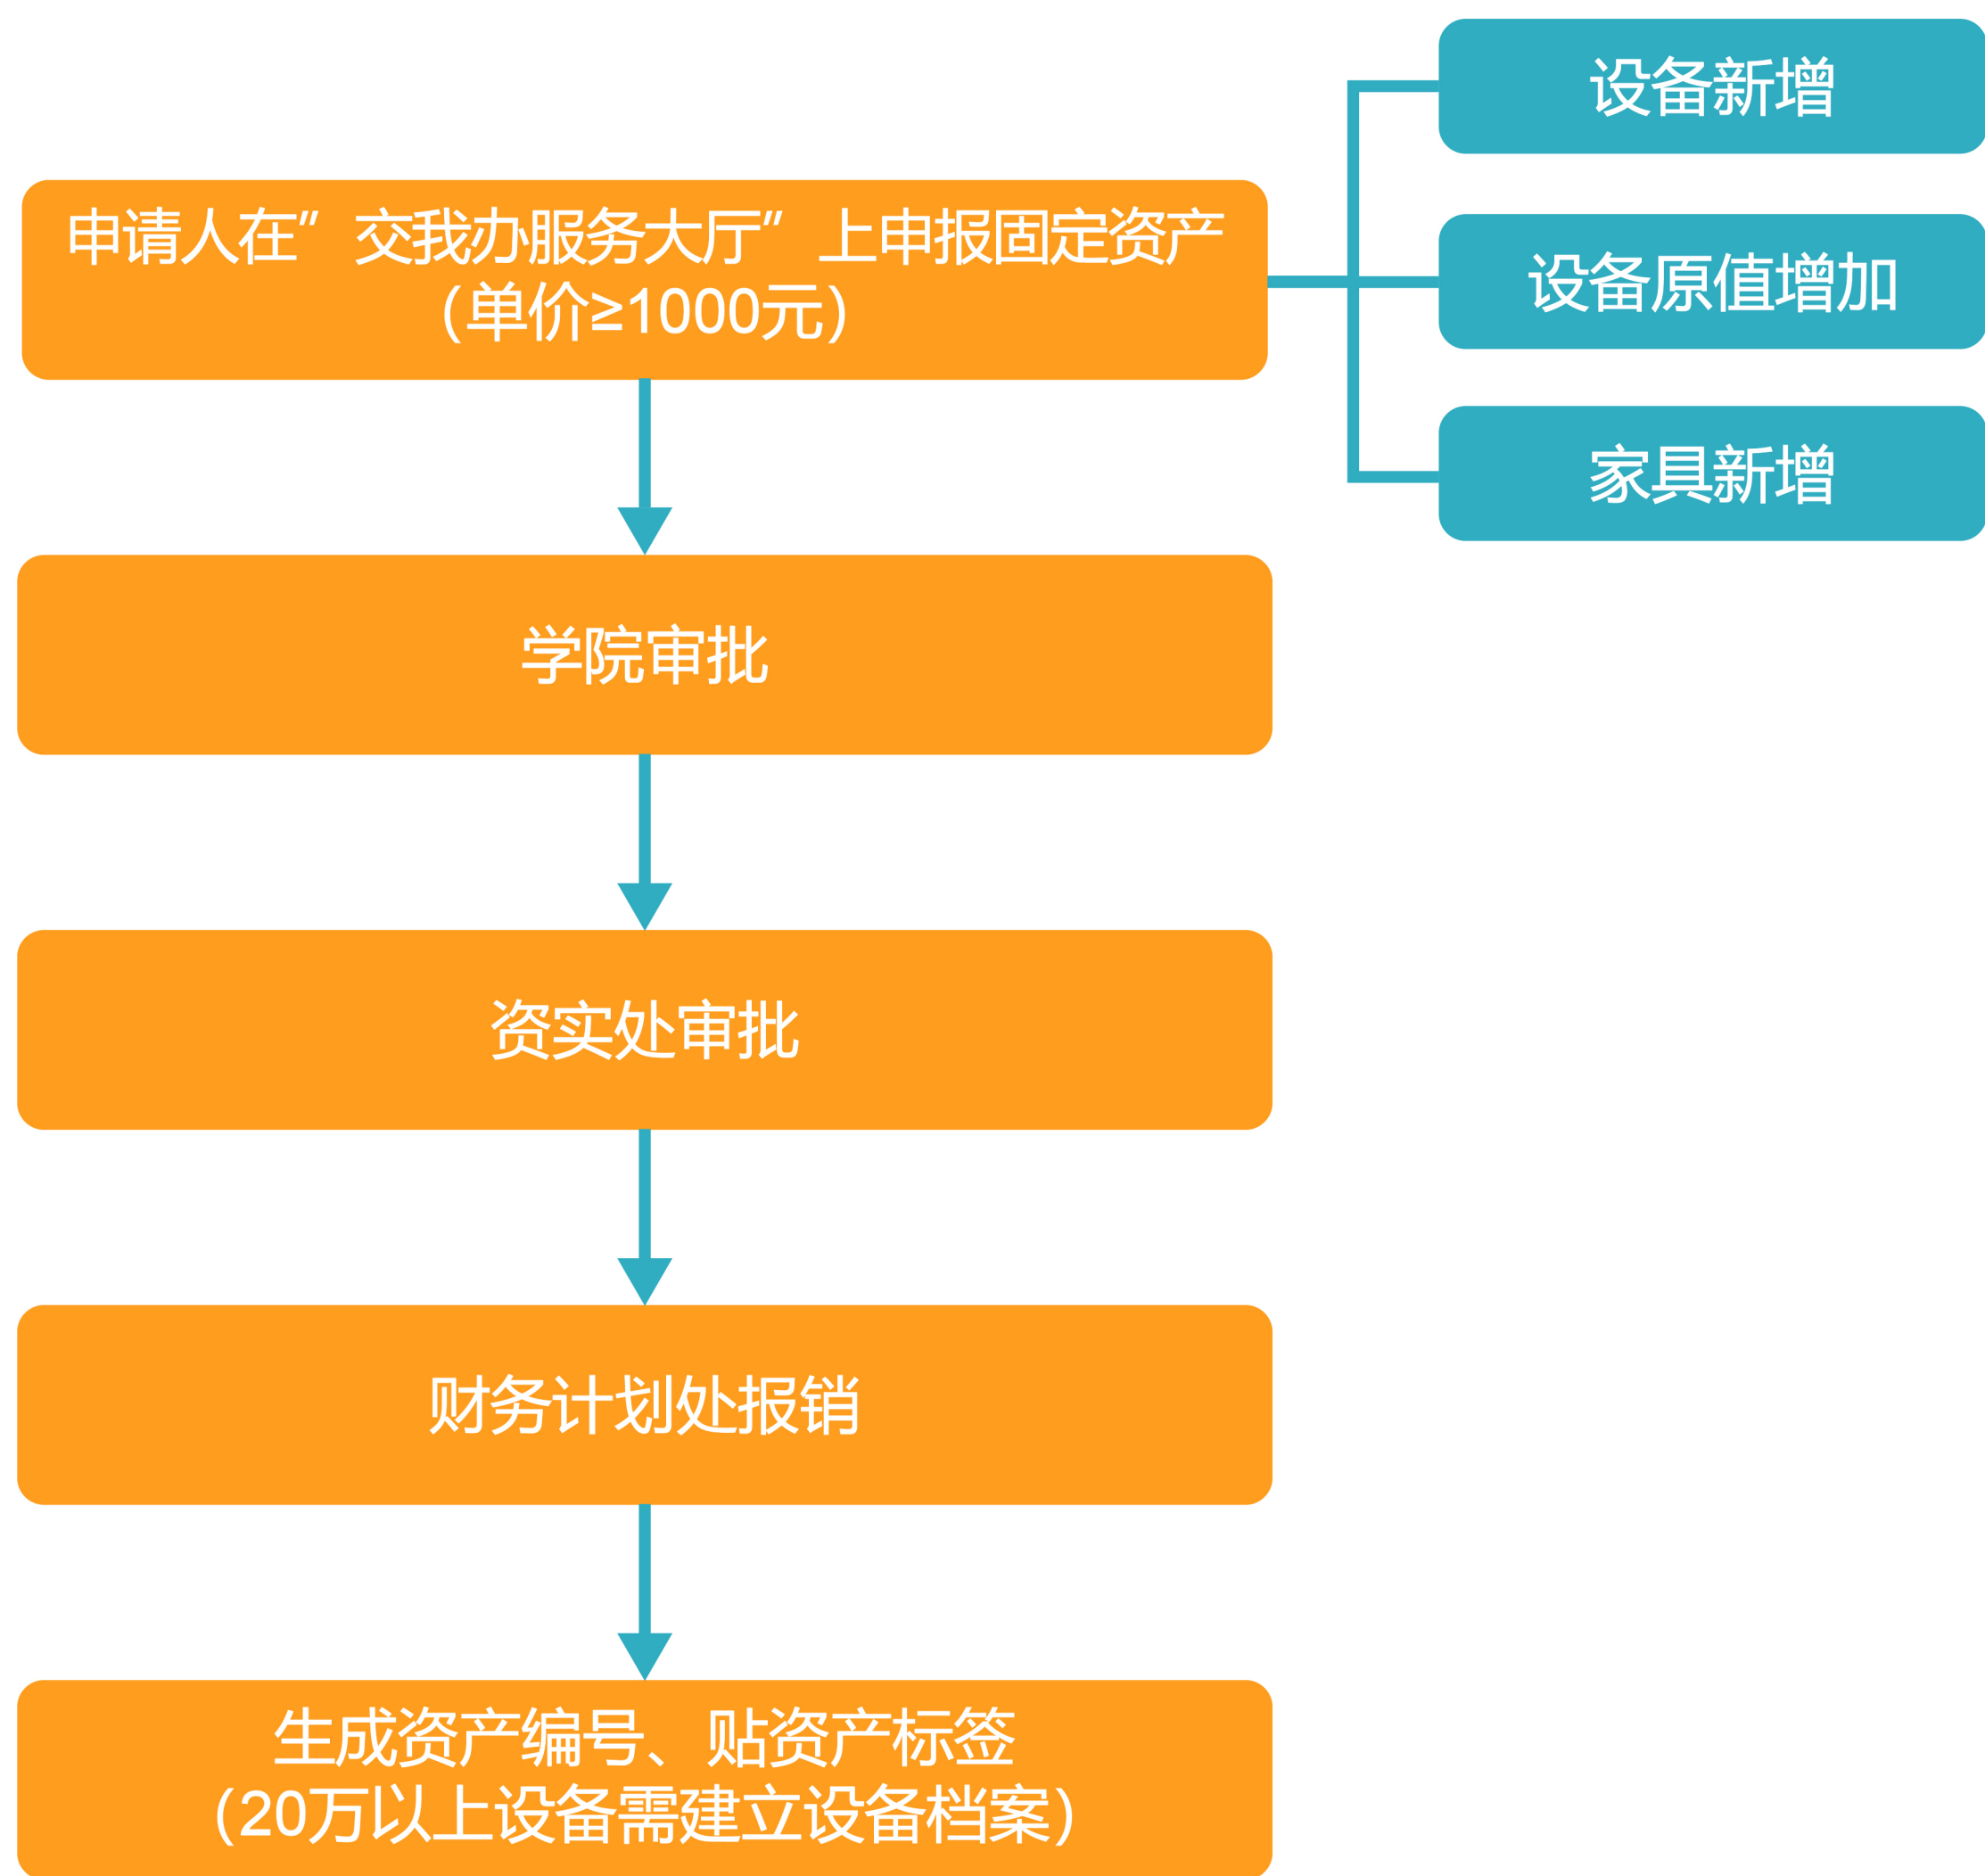 申请人在” 交我办服务大厅” 上申报固定资产
(单价≥1000元)
设备新增
设备原值增加
家具新增
学院审批
资实处审批
财务计划处报销
生成资产编号、贴资产标签
(20万以上设备需建立设备档案)